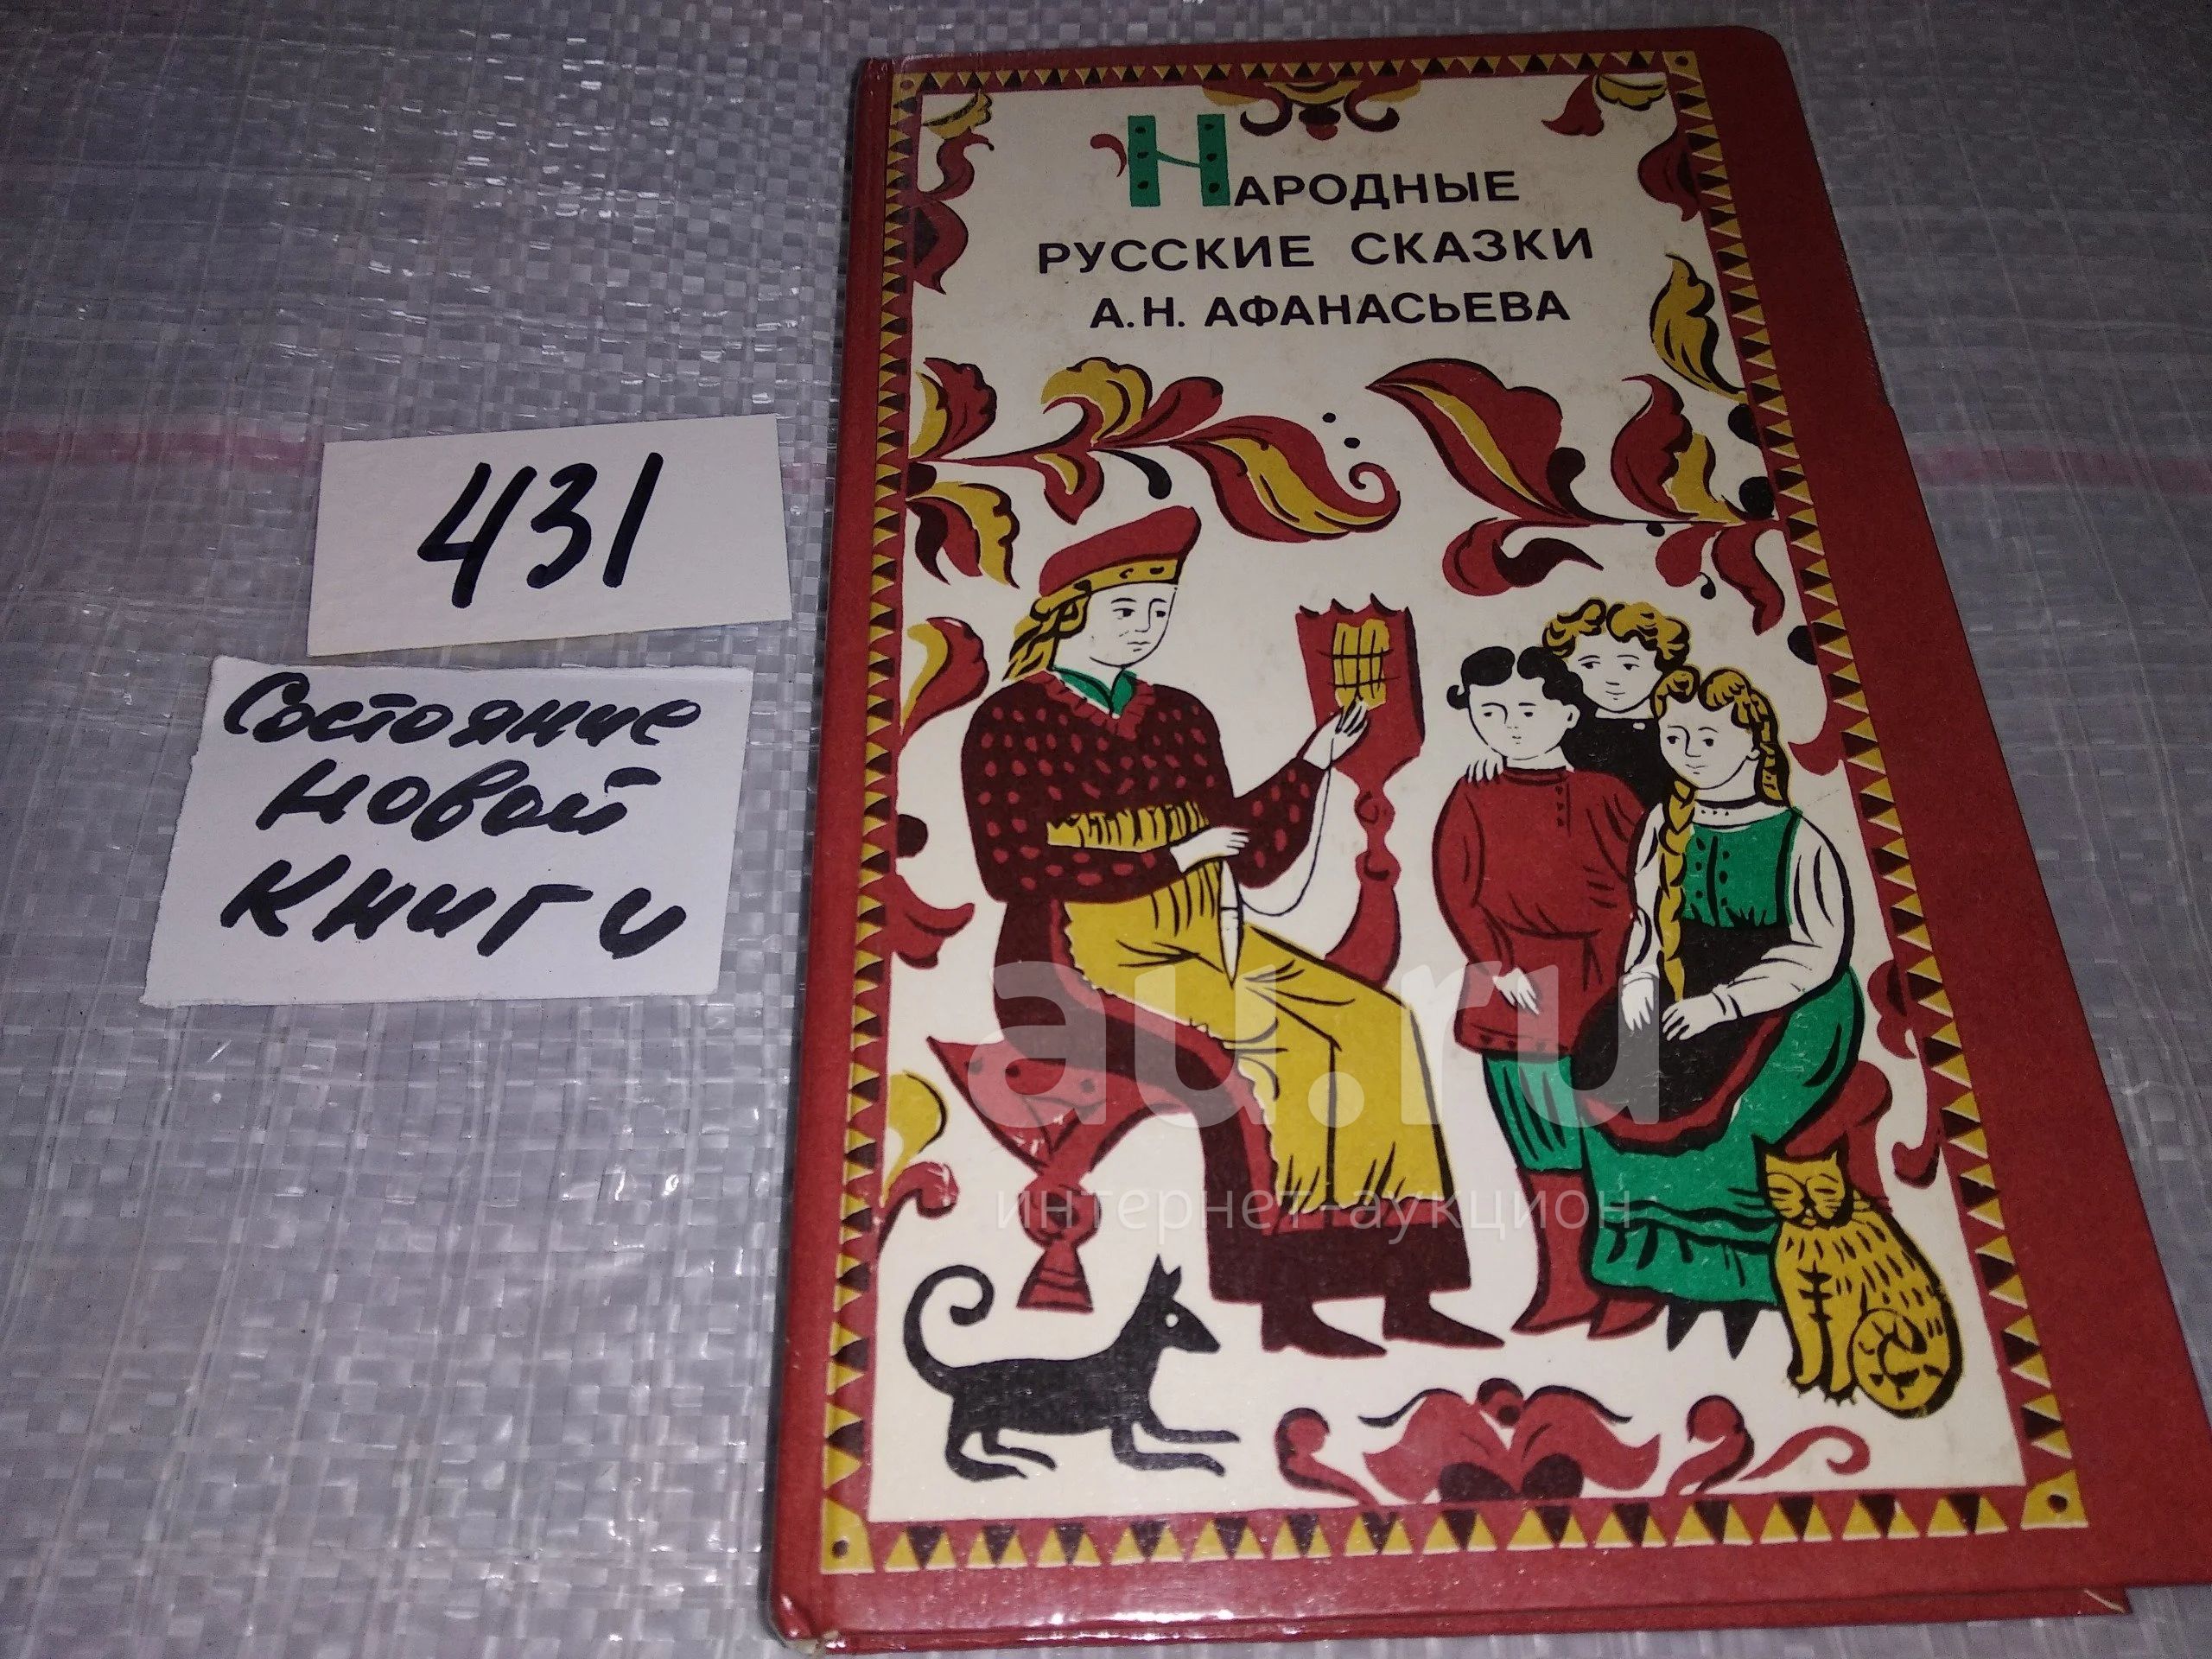 НАРОДНЫЕ
РУССКИЕ СКАЗКИ
А.Н. АФАНАСЬЕВА
431
Состояние
новой
книги
au.ru
интернет-аукцион